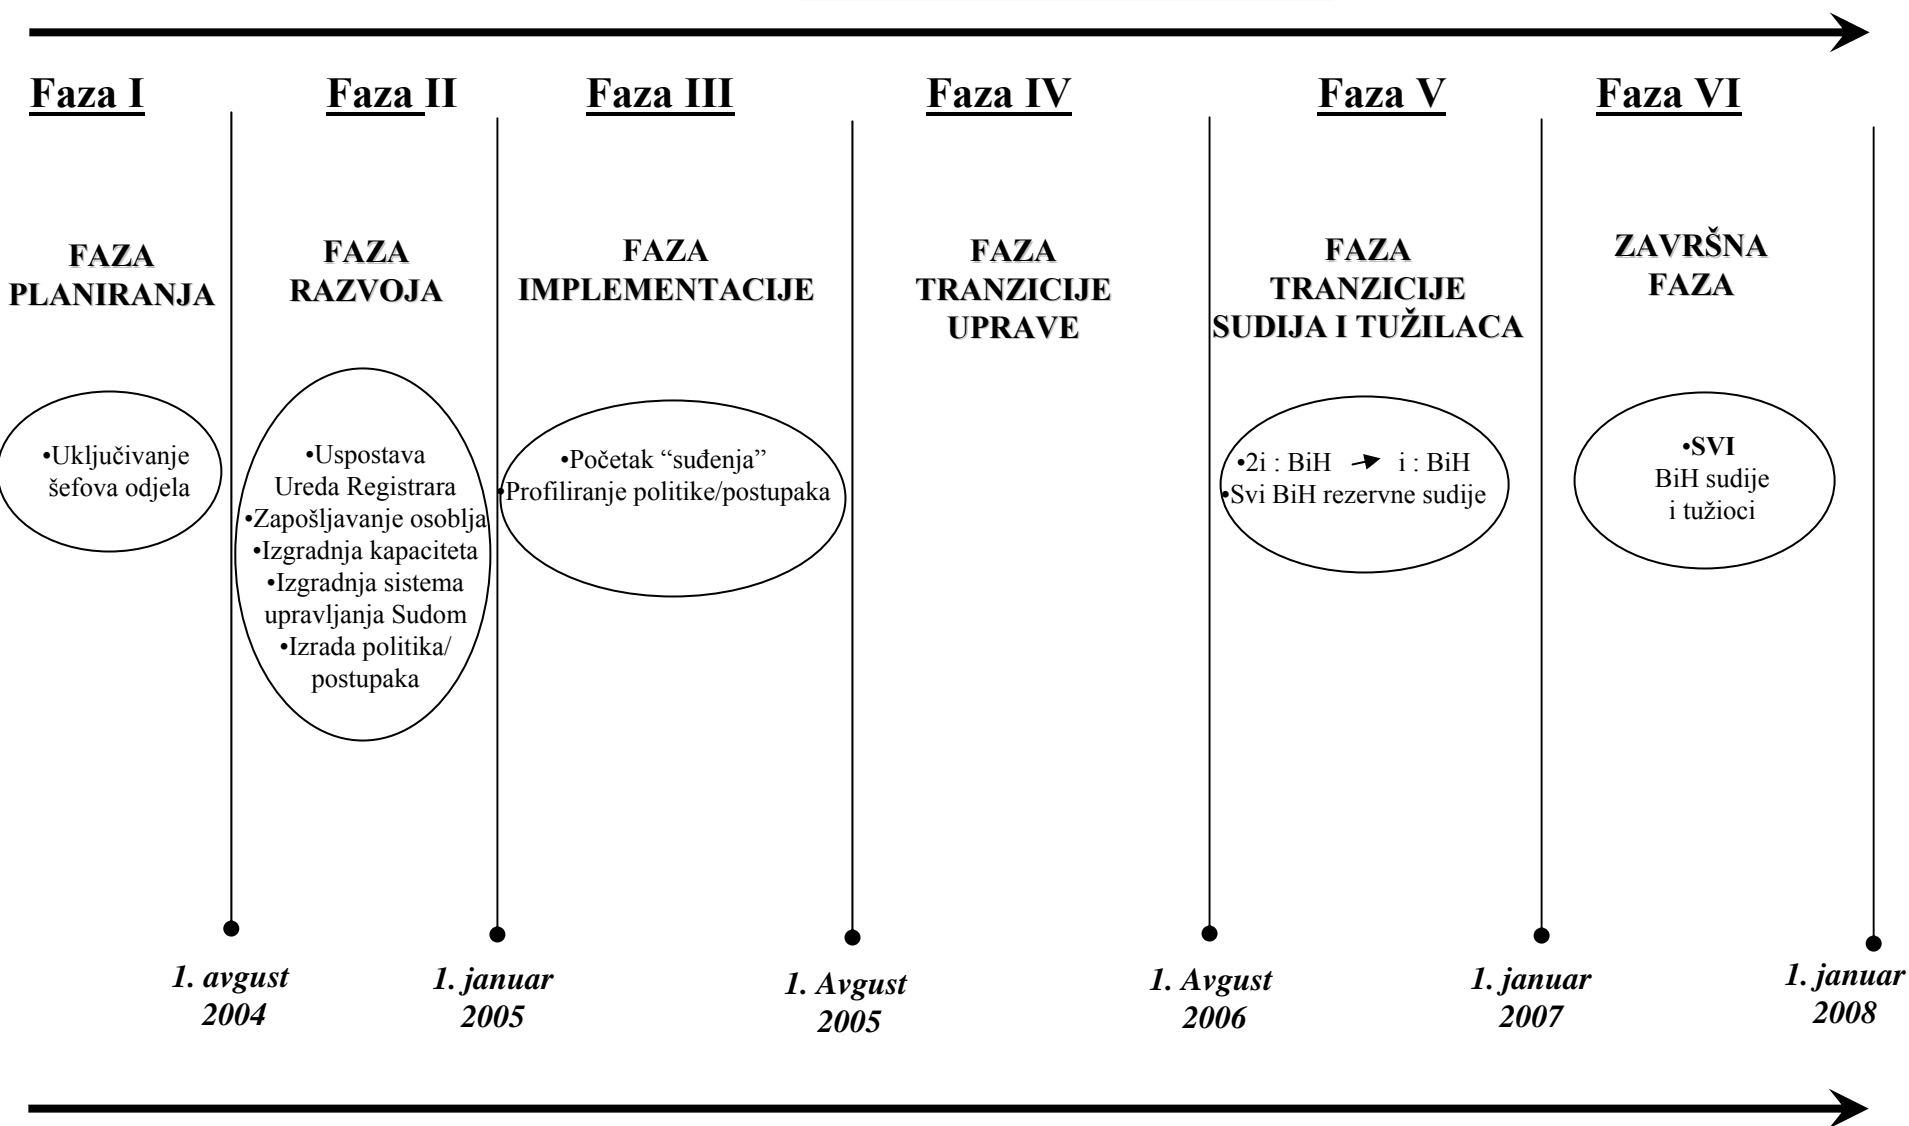 Faza I
Faza II
Faza III
Faza IV
Faza V
Faza VI
FAZA
PLANIRANJA
FAZA
RAZVOJA
FAZA
IMPLEMENTACIJE
FAZA
TRANZICIJE
UPRAVE
FAZA
TRANZICIJE
SUDIJA I TUŽILACA
ZAVRŠNA
FAZA
•Uključivanje
šefova odjela
•Uspostava
Ureda Registrara
•Zapošljavanje osoblja
•Izgradnja kapaciteta
•Izgradnja sistema
upravljanja Sudom
•Izrada politika/
postupaka
•Početak “suđenja”
•Profiliranje politike/postupaka
•2i : BiH → i : BiH
•Svi BiH rezervne sudije
•SVI
BiH sudije
i tužioci
1. avgust
2004
1. januar
2005
1. Avgust
2005
1. Avgust
2006
1. januar
2007
1. januar
2008